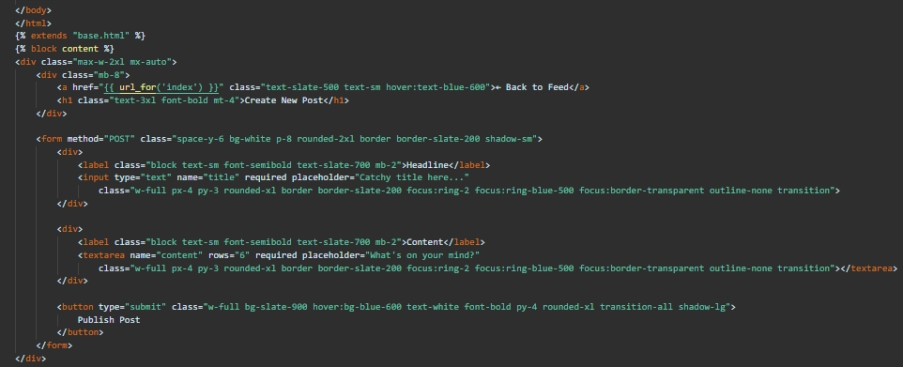 </body>
</html>
{% extends "base.html" %}
{% block content %}
<div class="max-w-2xl mx-auto">
<div class="mb-8">
<a href="{{ url_for('index') }}" class="text-slate-500 text-sm hover:text-blue-600">← Back to Feed</a>
<h1 class="text-3xl font-bold mt-4">Create New Post</h1>
</div>
<form method="POST" class="space-y-6 bg-white p-8 rounded-2xl border border-slate-200 shadow-sm">
<div>
<label class="block text-sm font-semibold text-slate-700 mb-2">Headline</label>
<input type="text" name="title" required placeholder="Catchy title here..."
class="w-full px-4 py-3 rounded-xl border border-slate-200 focus:ring-2 focus:ring-blue-500 focus:border-transparent outline-none transition">
</div>
<div>
<label class="block text-sm font-semibold text-slate-700 mb-2">Content</label>
<textarea name="content" rows="6" required placeholder="What's on your mind?"
class="w-full px-4 py-3 rounded-xl border border-slate-200 focus:ring-2 focus:ring-blue-500 focus:border-transparent outline-none transition"></textarea>
</div>
<button type="submit" class="w-full bg-slate-900 hover:bg-blue-600 text-white font-bold py-4 rounded-xl transition-all shadow-lg">
Publish Post
</button>
</form>
</div>